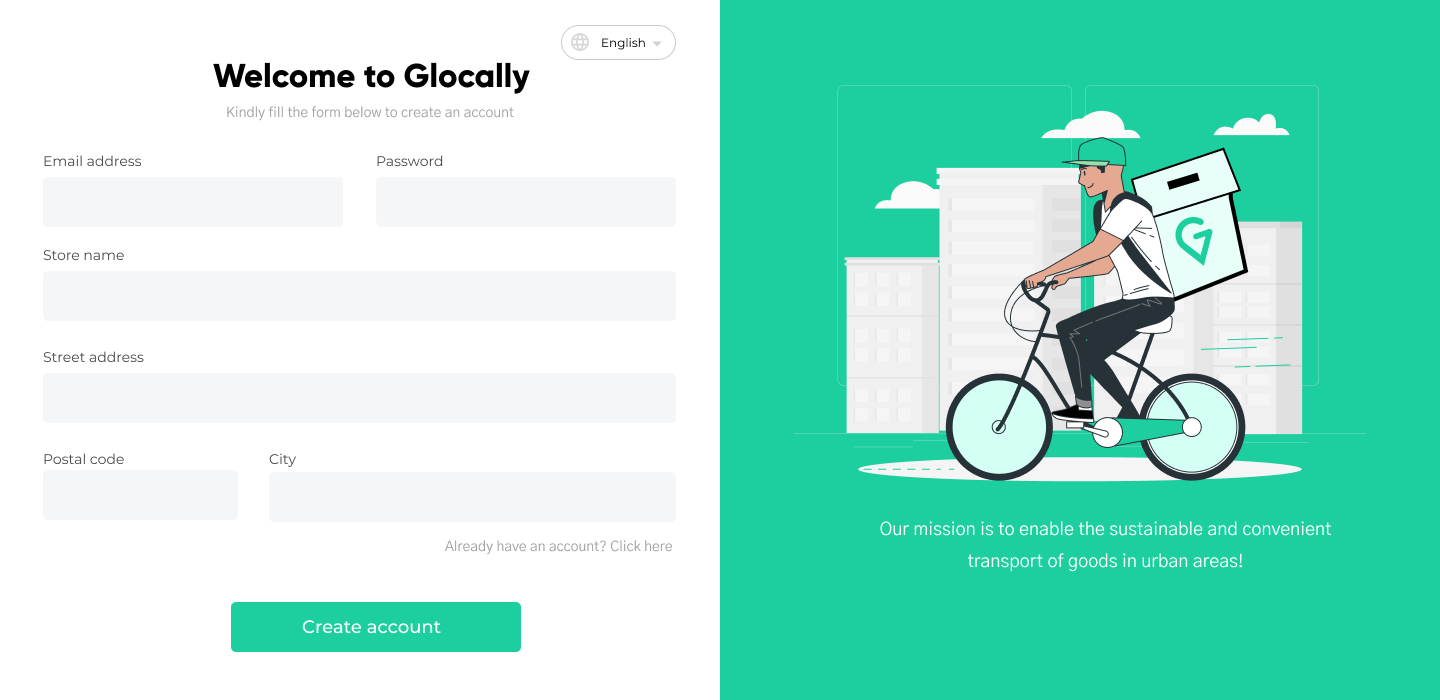 English
Welcome to Glocally
Kindly fill the form below to create an account
Email address
Password
Store name
Street address
Postal code
City
Already have an account? Click here
Create account
Our mission is to enable the sustainable and convenient
transport of goods in urban areas!